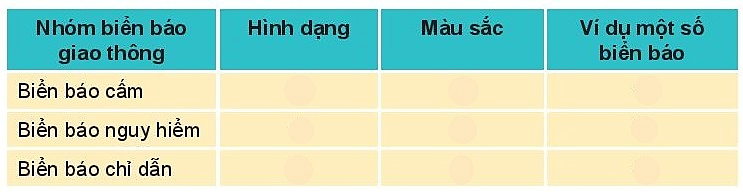 Nhóm biển báo
giao thông
Hình dạng
Màu sắc
Ví dụ một số
biển báo
Biển báo cấm
Biển báo nguy hiểm
Biển báo chỉ dẫn